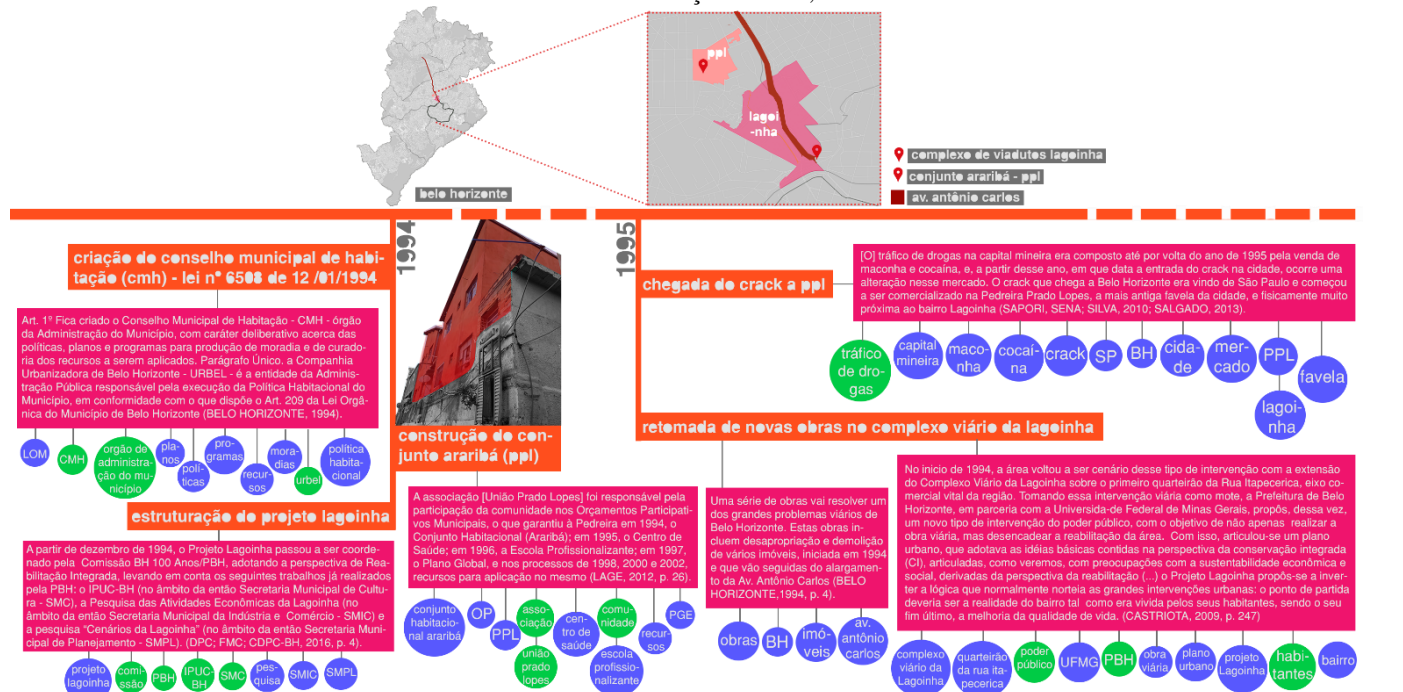 ppl
lagoi
-nha
belo horizonte
complexo de viadutos lagoinha
conjunto araribá - ppl
av. antônio carlos
1994
1995
criação do conselho municipal de habi-
tação (cmh) - lei nº 6508 de 12 /01/1994
Art. 1º Fica criado o Conselho Municipal de Habitação - CMH - órgão
da Administração do Município, com caráter deliberativo acerca das
políticas, planos e programas para produção de moradia e de curado-
ria dos recursos a serem aplicados. Parágrafo Único. a Companhia
Urbanizadora de Belo Horizonte - URBEL - é a entidade da Adminis-
tração Pública responsável pela execução da Política Habitacional do
Município, em conformidade com o que dispõe o Art. 209 da Lei Orgâ-
nica do Município de Belo Horizonte (BELO HORIZONTE, 1994).
LOM
CMH
orgão de
administra-
ção do mu-
nicípio
pla-
nos
polí-
ticas
pro-
gramas
recur-
sos
mora-
dias
urbel
política
habita-
cional
estruturação do projeto lagoinha
A partir de dezembro de 1994, o Projeto Lagoinha passou a ser coorde-
nado pela Comissão BH 100 Anos/PBH, adotando a perspectiva de Rea-
bilitação Integrada, levando em conta os seguintes trabalhos já realizados
pela PBH: o IPUC-BH (no âmbito da então Secretaria Municipal de Cultu-
ra - SMC), a Pesquisa das Atividades Econômicas da Lagoinha (no
âmbito da então Secretaria Municipal da Indústria e Comércio - SMIC) e
a pesquisa "Cenários da Lagoinha" (no âmbito da então Secretaria Muni-
cipal de Planejamento - SMPL). (DPC; FMC; CDPC-BH, 2016, p. 4).
projeto
lagoinha
comi-
ssão
PBH
IPUC-
BH
SMC
pes-
quisa
SMIC
SMPL
construção do con-
junto araribá (ppl)
A associação [União Prado Lopes] foi responsável pela
participação da comunidade nos Orçamentos Participati-
vos Municipais, o que garantiu à Pedreira em 1994, o
Conjunto Habitacional (Araribá); em 1995, o Centro de
Saúde; em 1996, a Escola Profissionalizante; em 1997,
o Plano Global, e nos processos de 1998, 2000 e 2002,
recursos para aplicação no mesmo (LAGE, 2012, p. 26).
conjunto
habitacio-
nal araribá
OP
PPL
asso-
ciação
união
prado
lopes
cen-
tro de
saúde
comu-
nidade
escola
profissio-
nalizante
recur-
sos
PGE
chegada do crack a ppl
[O] tráfico de drogas na capital mineira era composto até por volta do ano de 1995 pela venda de
maconha e cocaína, e, a partir desse ano, em que data a entrada do crack na cidade, ocorre uma
alteração nesse mercado. O crack que chega a Belo Horizonte era vindo de São Paulo e começou
a ser comercializado na Pedreira Prado Lopes, a mais antiga favela da cidade, e fisicamente muito
próxima ao bairro Lagoinha (SAPORI, SENA; SILVA, 2010; SALGADO, 2013).
tráfico
de dro-
gas
capital
mineira
maco-
nha
cocaí-
na
crack
SP
BH
cida-
de
mer-
cado
PPL
lagoi-
nha
favela
retomada de novas obras no complexo viário da lagoinha
Uma série de obras vai resolver um
dos grandes problemas viários de
Belo Horizonte. Estas obras in-
cluem desapropriação e demolição
de vários imóveis, iniciada em 1994
e que vão seguidas do alargamen-
to da Av. Antônio Carlos (BELO
HORIZONTE,1994, p. 4).
obras
BH
imó-
veis
av.
antônio
carlos
No inicio de 1994, a área voltou a ser cenário desse tipo de intervenção com a extensão
do Complexo Viário da Lagoinha sobre o primeiro quarteirão da Rua Itapecerica, eixo co-
mercial vital da região. Tomando essa intervenção viária como mote, a Prefeitura de Belo
Horizonte, em parceria com a Universida-de Federal de Minas Gerais, propôs, dessa vez,
um novo tipo de intervenção do poder público, com o objetivo de não apenas realizar a
obra viária, mas desencadear a reabilitação da área. Com isso, articulou-se um plano
urbano, que adotava as idéias básicas contidas na perspectiva da conservação integrada
(CI), articuladas, como veremos, com preocupações com a sustentabilidade econômica e
social, derivadas da perspectiva da reabilitação (...) o Projeto Lagoinha propôs-se a inver-
ter a lógica que normalmente norteia as grandes intervenções urbanas: o ponto de partida
deveria ser a realidade do bairro tal como era vivida pelos seus habitantes, sendo o seu
fim último, a melhoria da qualidade de vida. (CASTRIOTA, 2009, p. 247)
complexo
viário da
Lagoinha
quarteirão
da rua ita-
pecerica
poder
público
UFMG
PBH
obra
viária
plano
urbano
projeto
Lagoinha
habi-
tantes
bairro